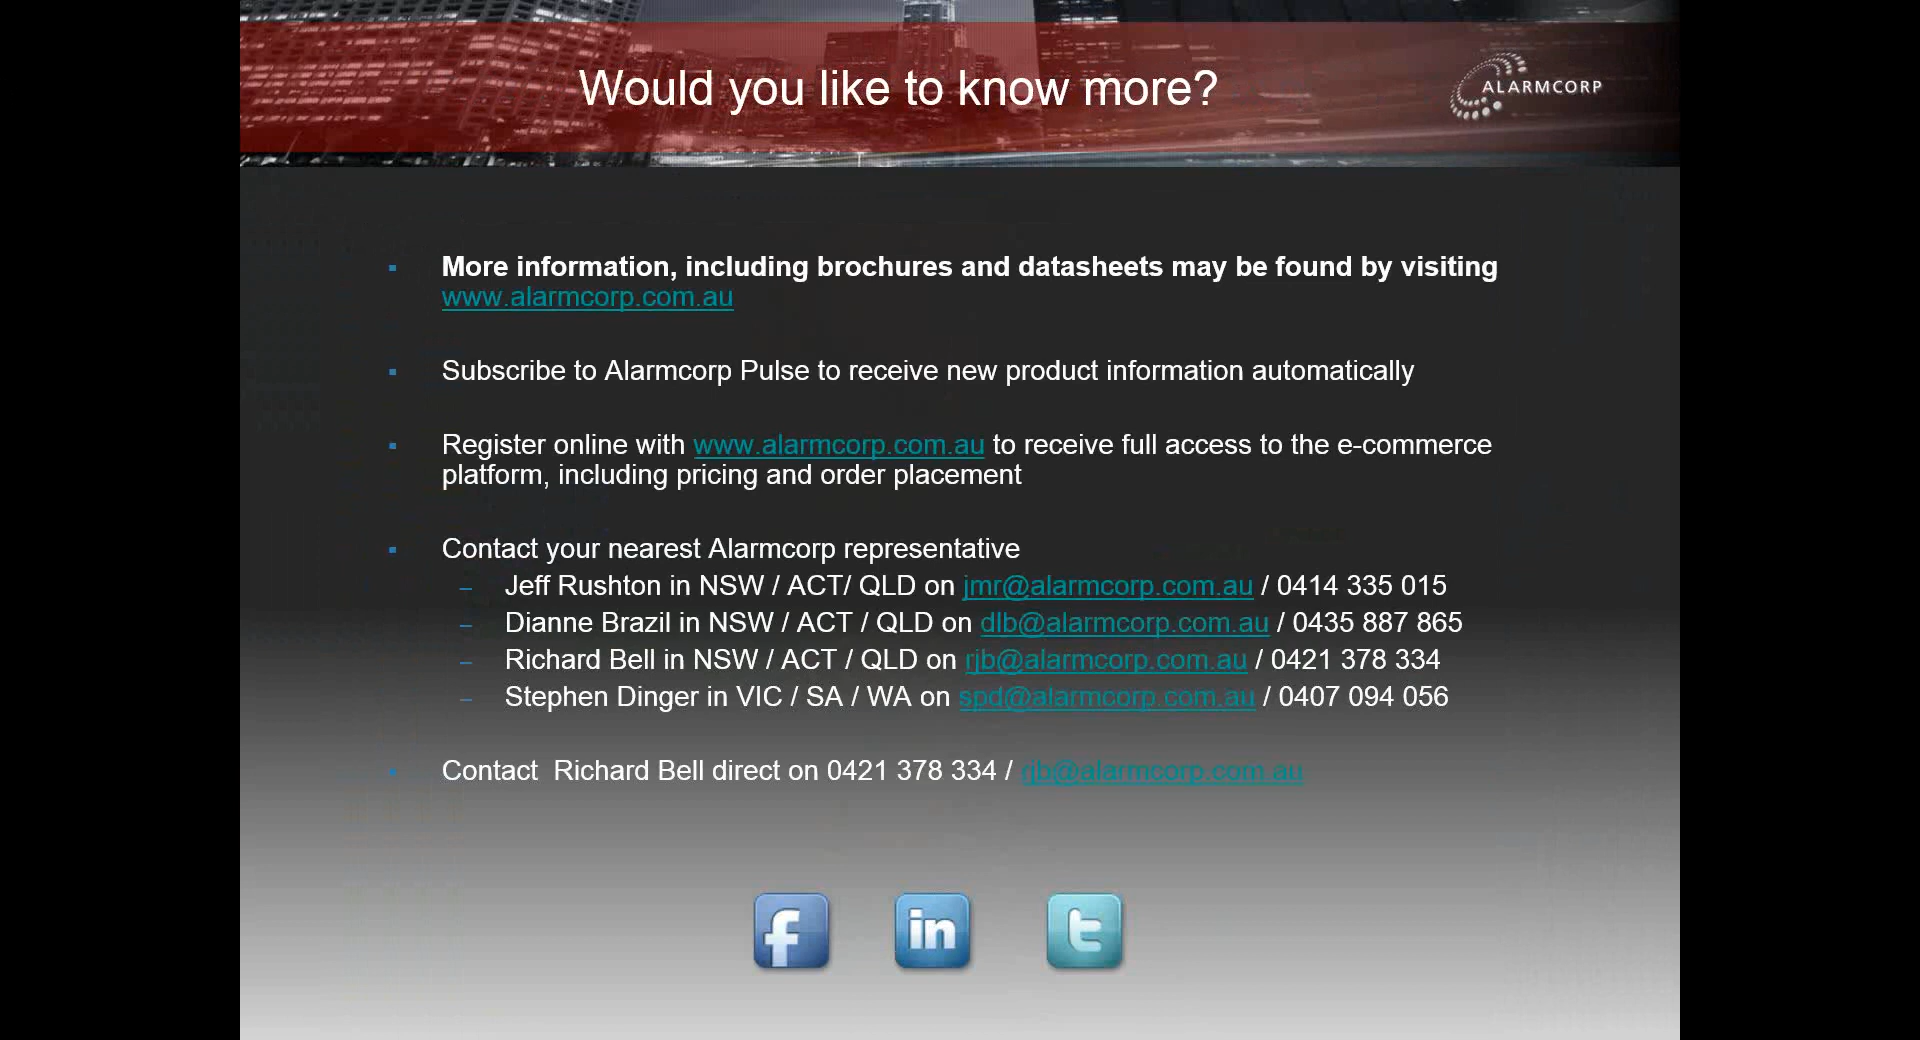 Would you like to know more?
ALARMCORP
More information, including brochures and datasheets may be found by visiting
www.alarmcorp.com.au
Subscribe to Alarmcorp Pulse to receive new product information automatically
Register online with www.alarmcorp.com.au to receive full access to the e-commerce
platform, including pricing and order placement
Contact your nearest Alarmcorp representative
– Jeff Rushton in NSW / ACT/ QLD on jmr@alarmcorp.com.au / 0414 335 015
– Dianne Brazil in NSW / ACT / QLD on dlb@alarmcorp.com.au / 0435 887 865
– Richard Bell in NSW / ACT / QLD on rjb@alarmcorp.com.au / 0421 378 334
– Stephen Dinger in VIC / SA / WA on spd@alarmcorp.com.au / 0407 094 056
Contact  Richard Bell direct on 0421 378 334 / rjb@alarmcorp.com.au
f in t